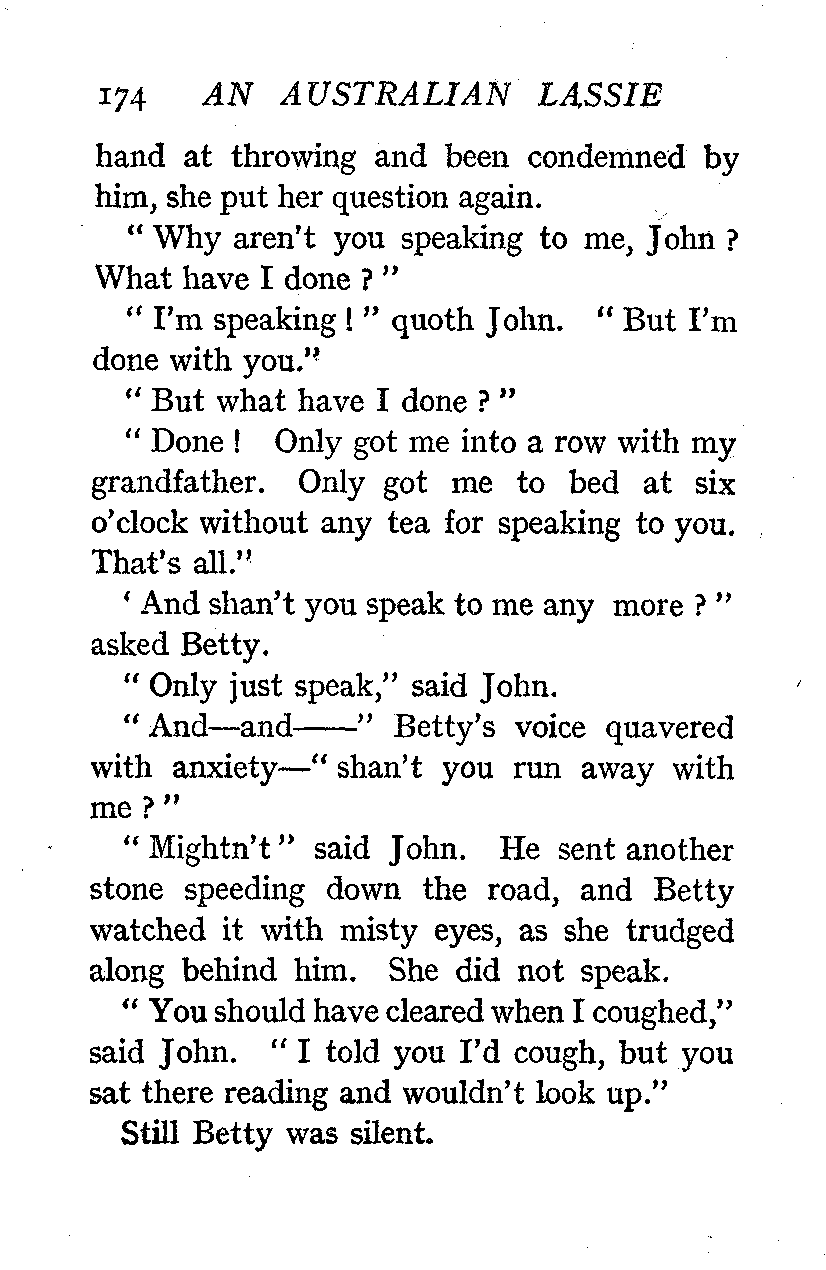 174 AN AUSTRALIAN LASSIE
hand at throwing and been condemned by
him, she put her question again.
“ Why aren’t you speaking to me, John ?
What have I done ? ”
“ I’m speaking ! ” quoth John. “ But I’m
done with you.”
“ But what have I done ? ”
“ Done ! Only got me into a row with my
grandfather. Only got me to bed at six
o’clock without any tea for speaking to you.
That’s all.”
‘ And shan’t you speak to me any more ? ”
asked Betty.
“ Only just speak,” said John.
“ And—and——” Betty’s voice quavered
with anxiety—“ shan’t you run away with
me ? ”
“ Mightn’t ” said John. He sent another
stone speeding down the road, and Betty
watched it with misty eyes, as she trudged
along behind him. She did not speak.
“ You should have cleared when I coughed,”
said John. “ I told you I’d cough, but you
sat there reading and wouldn’t look up.”
Still Betty was silent.